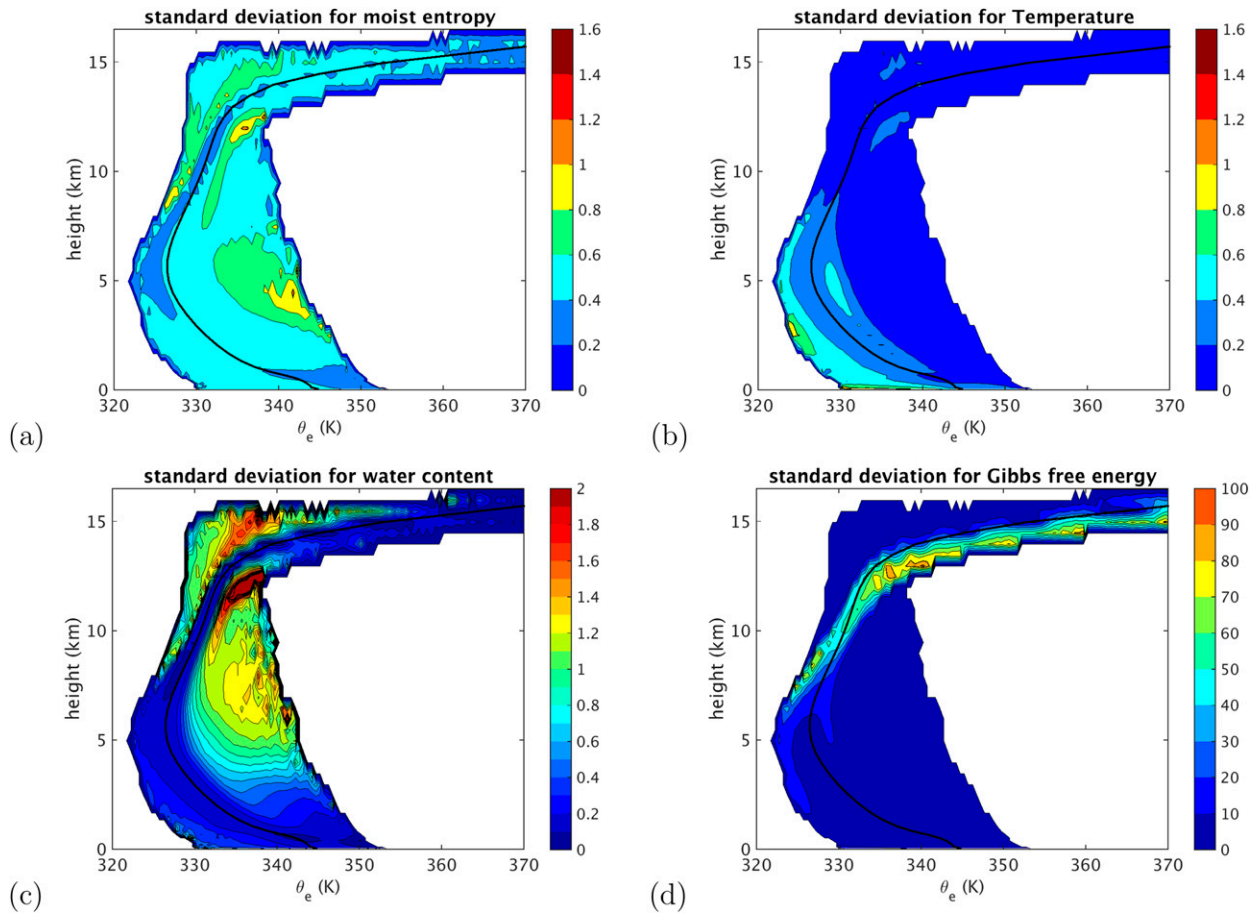 standard deviation for moist entropy
15
10
5
0
height (km)
320 330 340 350 360 370
θe (K)
1.6
1.4
1.2
1
0.8
0.6
0.4
0.2
0
(a)
standard deviation for Temperature
15
10
5
0
height (km)
320 330 340 350 360 370
θe (K)
1.6
1.4
1.2
1
0.8
0.6
0.4
0.2
0
(b)
standard deviation for water content
15
10
5
0
height (km)
320 330 340 350 360 370
θe (K)
2
1.8
1.6
1.4
1.2
1
0.8
0.6
0.4
0.2
0
(c)
standard deviation for Gibbs free energy
15
10
5
0
height (km)
320 330 340 350 360 370
θe (K)
100
90
80
70
60
50
40
30
20
10
0
(d)